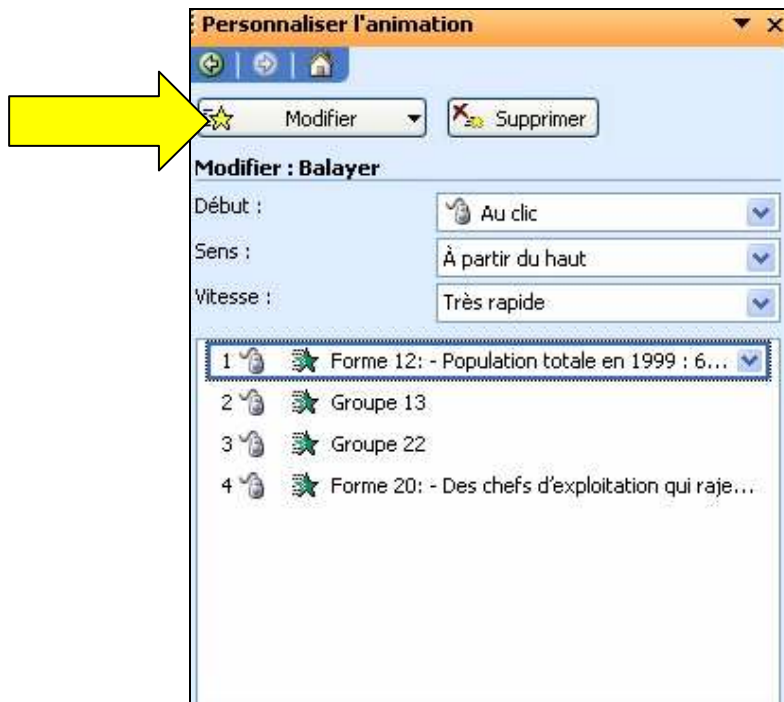 Personnaliser l'animation
Modifier Supprimer
Modifier : Balayer
Début : Au clic
Sens : À partir du haut
Vitesse : Très rapide
1 Forme 12: - Population totale en 1999 : 6...
2 Groupe 13
3 Groupe 22
4 Forme 20: - Des chefs d'exploitation qui raje...